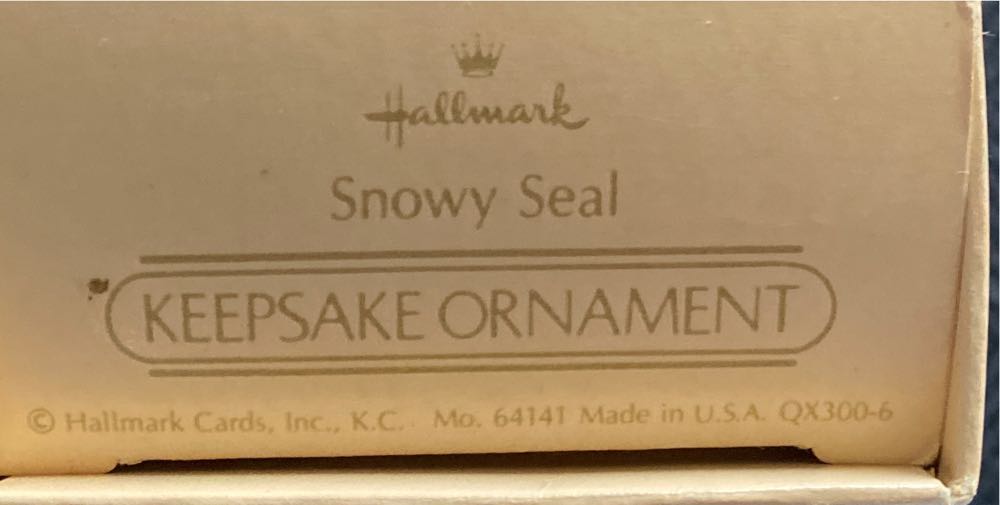 Hallmark
Snowy Seal
KEEPSAKE ORNAMENT
© Hallmark Cards, Inc., K.C. Mo. 64141 Made in U.S.A. QX300-6